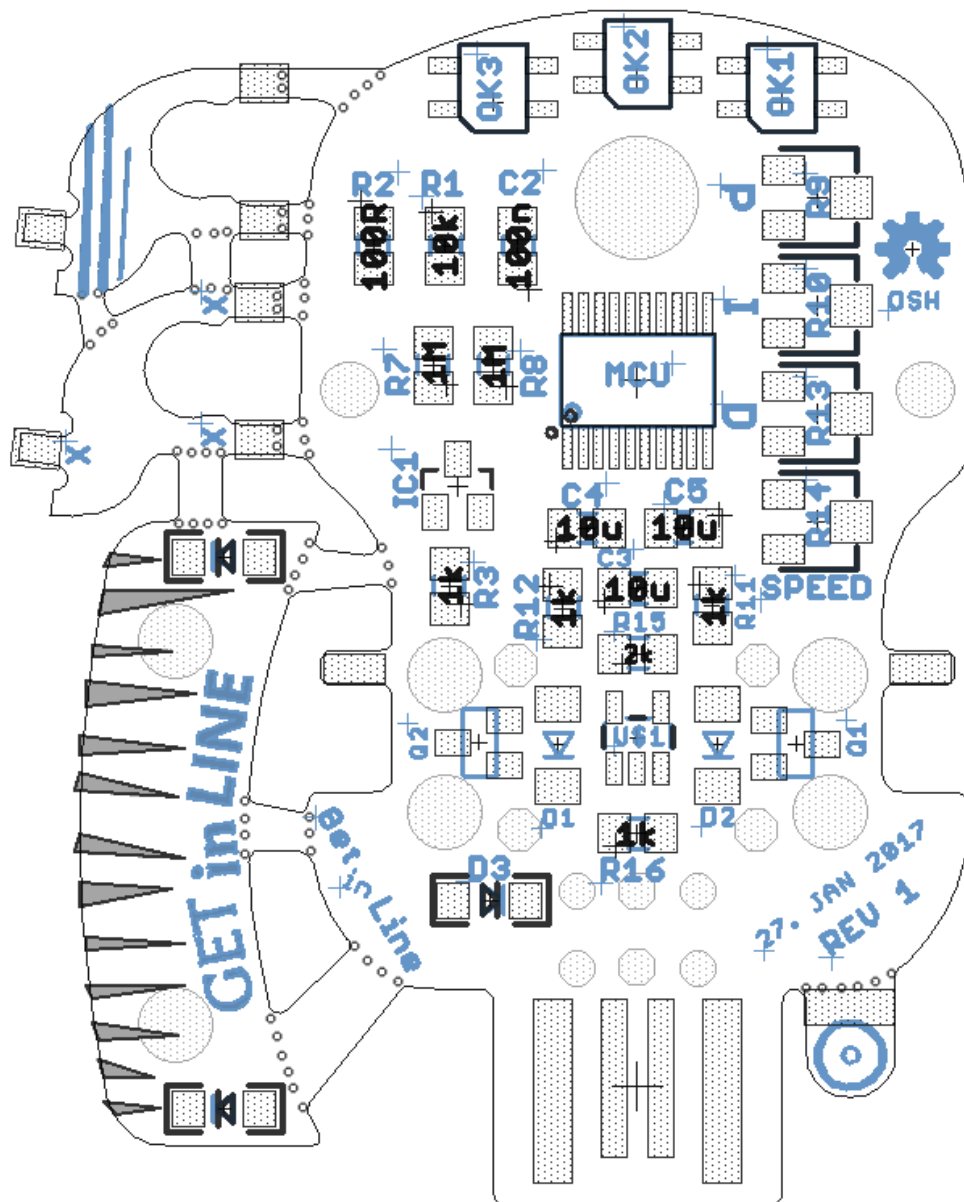 OK3
OK2
OK1
R2
R1
C2
P
R9
100R
10k
100n
OSH
X
I
R10
R7
1M
1M
R8
MCU
D
R13
X
X
IC1
C4
C5
R14
10u
10u
C3
SPEED
1k
R3
R12
1k
10u
1k
R11
R15
2k
Q2
U$1
Q1
D1
D2
GET in LINE
Bet in Line
1k
R16
D3
27. JAN 2017
REV 1